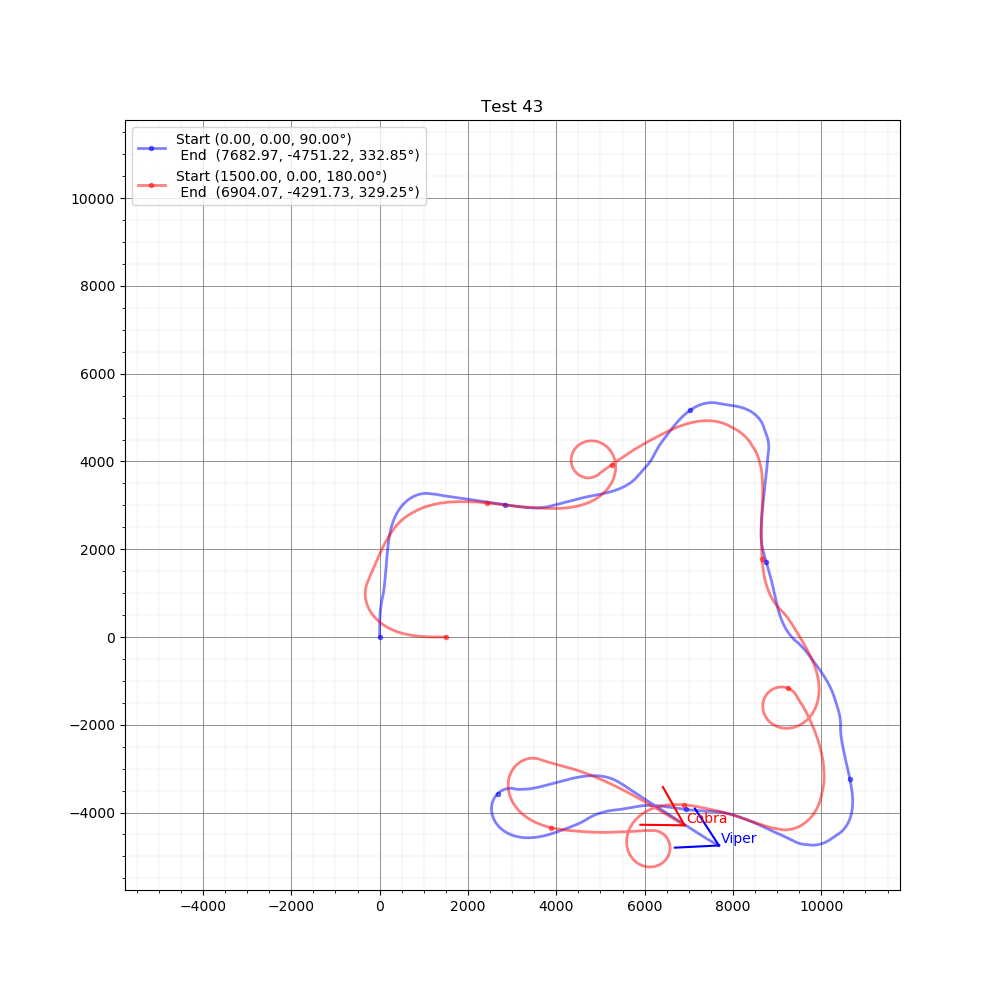 Test 43
Start (0.00, 0.00, 90.00°)
End (7682.97, -4751.22, 332.85°)
Start (1500.00, 0.00, 180.00°)
End (6904.07, -4291.73, 329.25°)
10000
8000
6000
4000
2000
0
−2000
−4000
Cobra
Viper
−4000 −2000 0 2000 4000 6000 8000 10000